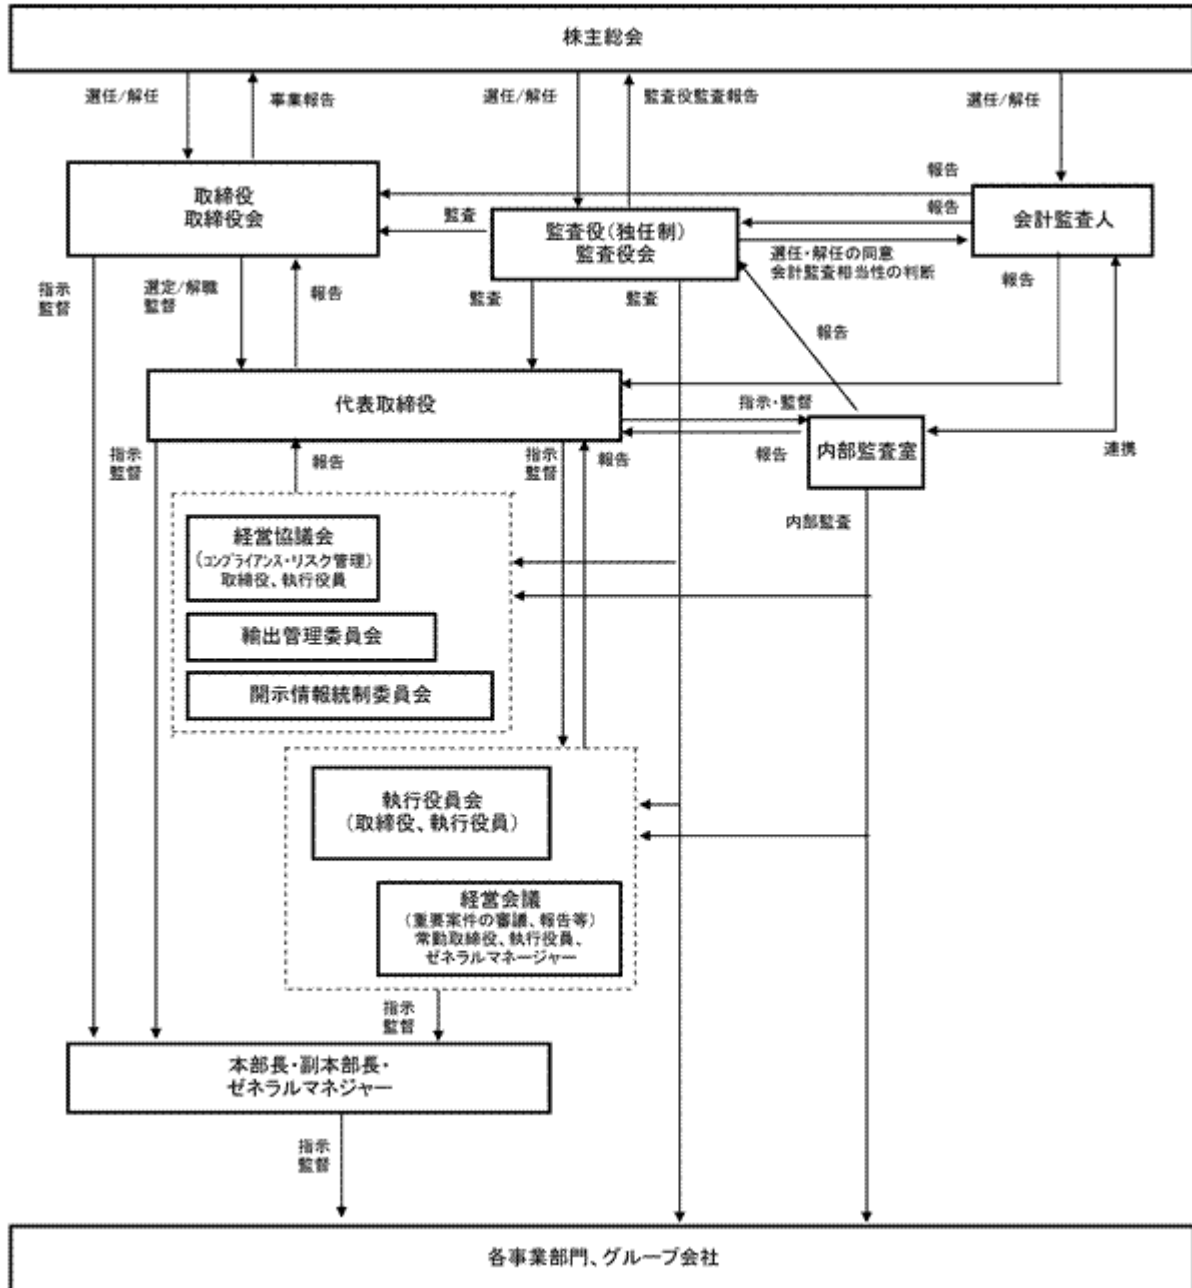 株主総会
選任/解任
事業報告
選任/解任
監査役監査報告
選任/解任
取締役
取締役会
報告
報告
会計監査人
監査
監査役(独任制)
監査役会
選任・解任の同意
会計監査相当性の判断
指示
監督
選定/解職
監督
報告
監査
監査
報告
報告
代表取締役
指示・監督
報告
内部監査室
連携
指示
監督
報告
指示
監督
報告
内部監査
経営協議会
(コンプライアンス・リスク管理)
取締役、執行役員
輸出管理委員会
開示情報統制委員会
執行役員会
(取締役、執行役員)
経営会議
(重要案件の審議、報告等)
常勤取締役、執行役員、
ゼネラルマネージャー
指示
監督
本部長・副本部長・
ゼネラルマネジャー
指示
監督
各事業部門、グループ会社